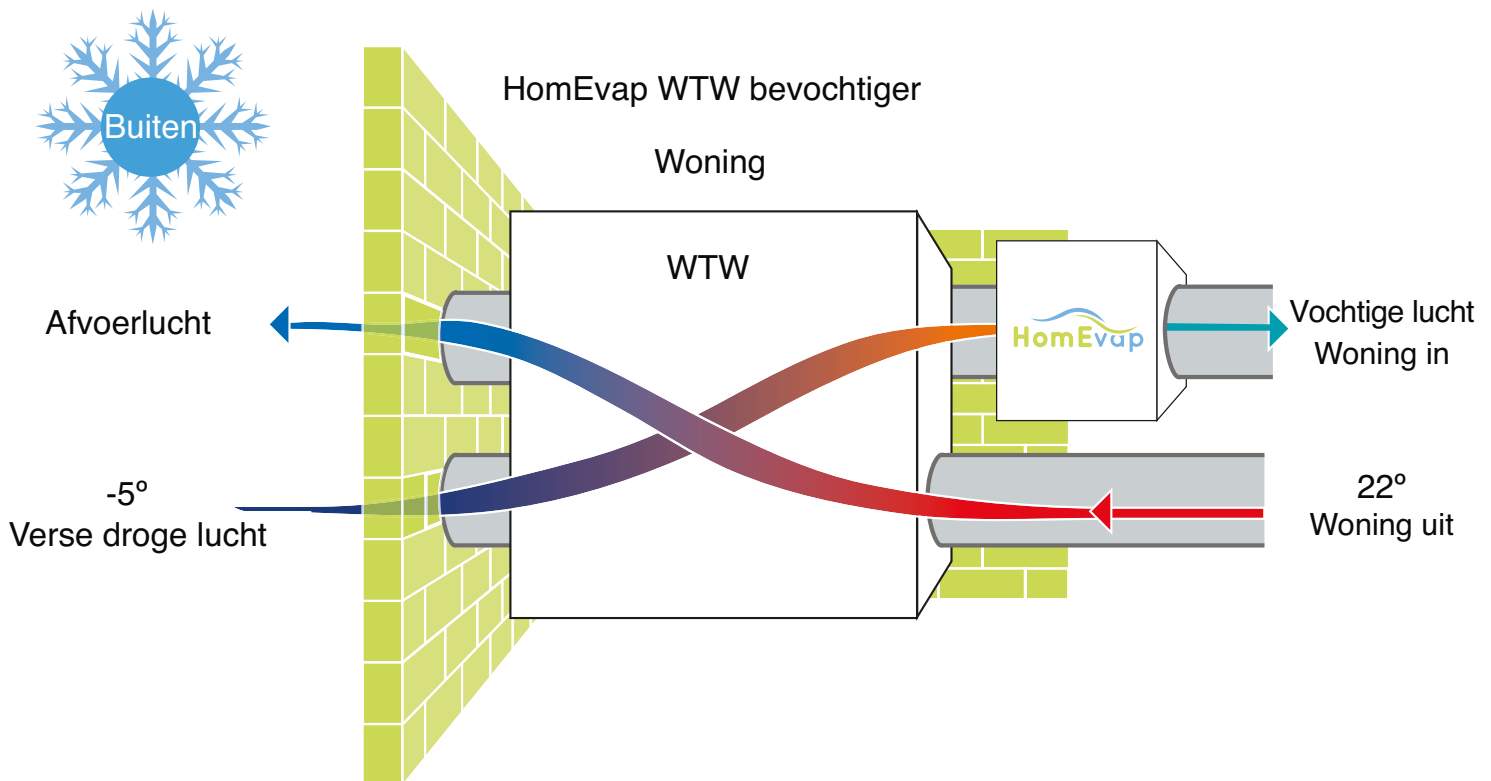 Buiten
HomEvap WTW bevochtiger
Woning
WTW
Afvoerlucht
HomEvap
Vochtige lucht
Woning in
-5º
Verse droge lucht
22º
Woning uit